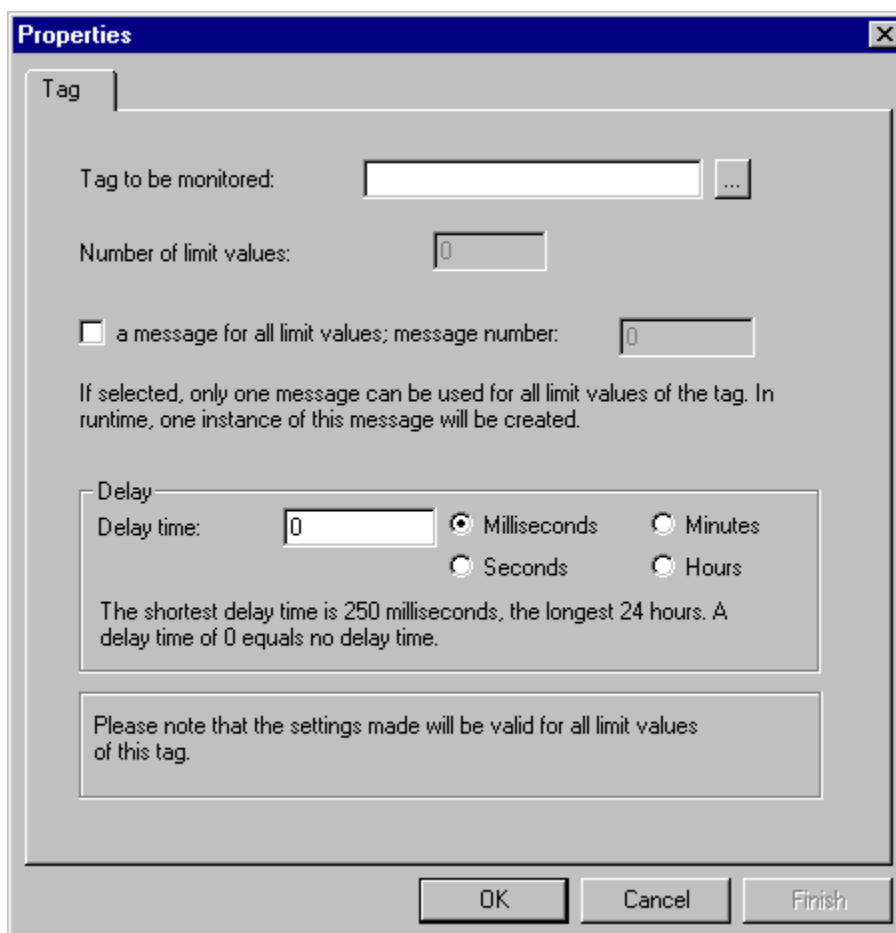 Properties
Tag
Tag to be monitored:
...
Number of limit values:
0
a message for all limit values; message number:
0
If selected, only one message can be used for all limit values of the tag. In
runtime, one instance of this message will be created.
Delay
Delay time:
0
Milliseconds
Minutes
Seconds
Hours
The shortest delay time is 250 milliseconds, the longest 24 hours. A
delay time of 0 equals no delay time.
Please note that the settings made will be valid for all limit values
of this tag.
OK
Cancel
Finish